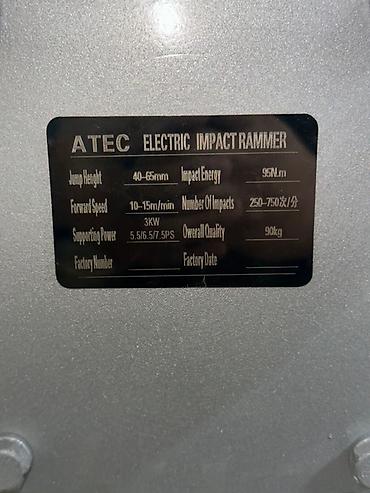 ATEC ELECTRIC IMPACT RAMMER
Jump Henght 40-65mm Impact Energy 95N.m
Forward Speed 10-15m/min Number Of Impacts 250-750次/分
3KW
Supporting Power 5.5/6.5/7.5PS Owerall Quality 90kg
Factory Number Factory Date